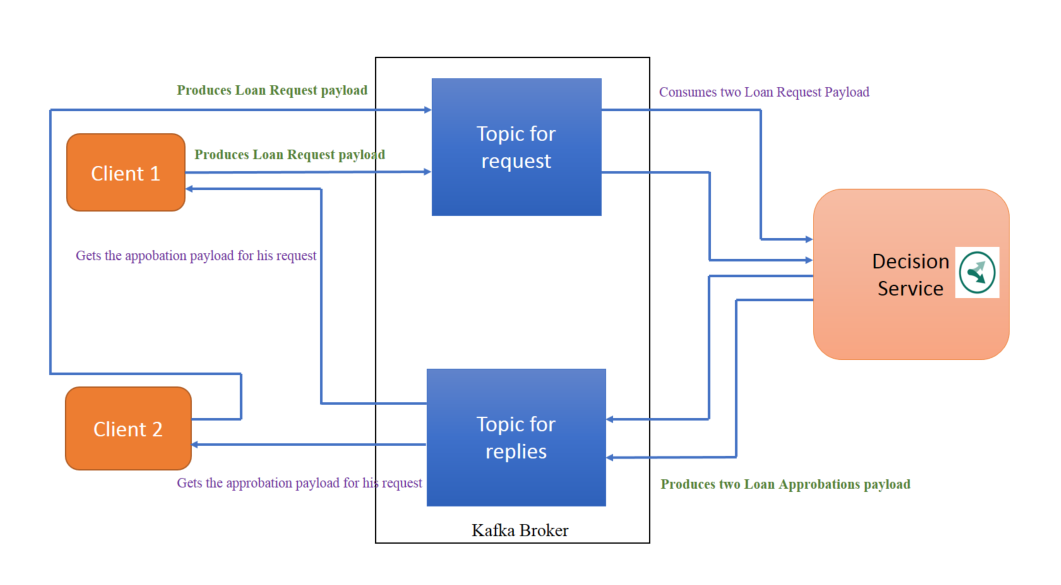 Produces Loan Request payload
Consumes two Loan Request Payload
Topic for
request
Produces Loan Request payload
Client 1
Gets the appobation payload for his request
Decision
Service
Client 2
Topic for
replies
Gets the approbation payload for his request
Produces two Loan Approbations payload
Kafka Broker